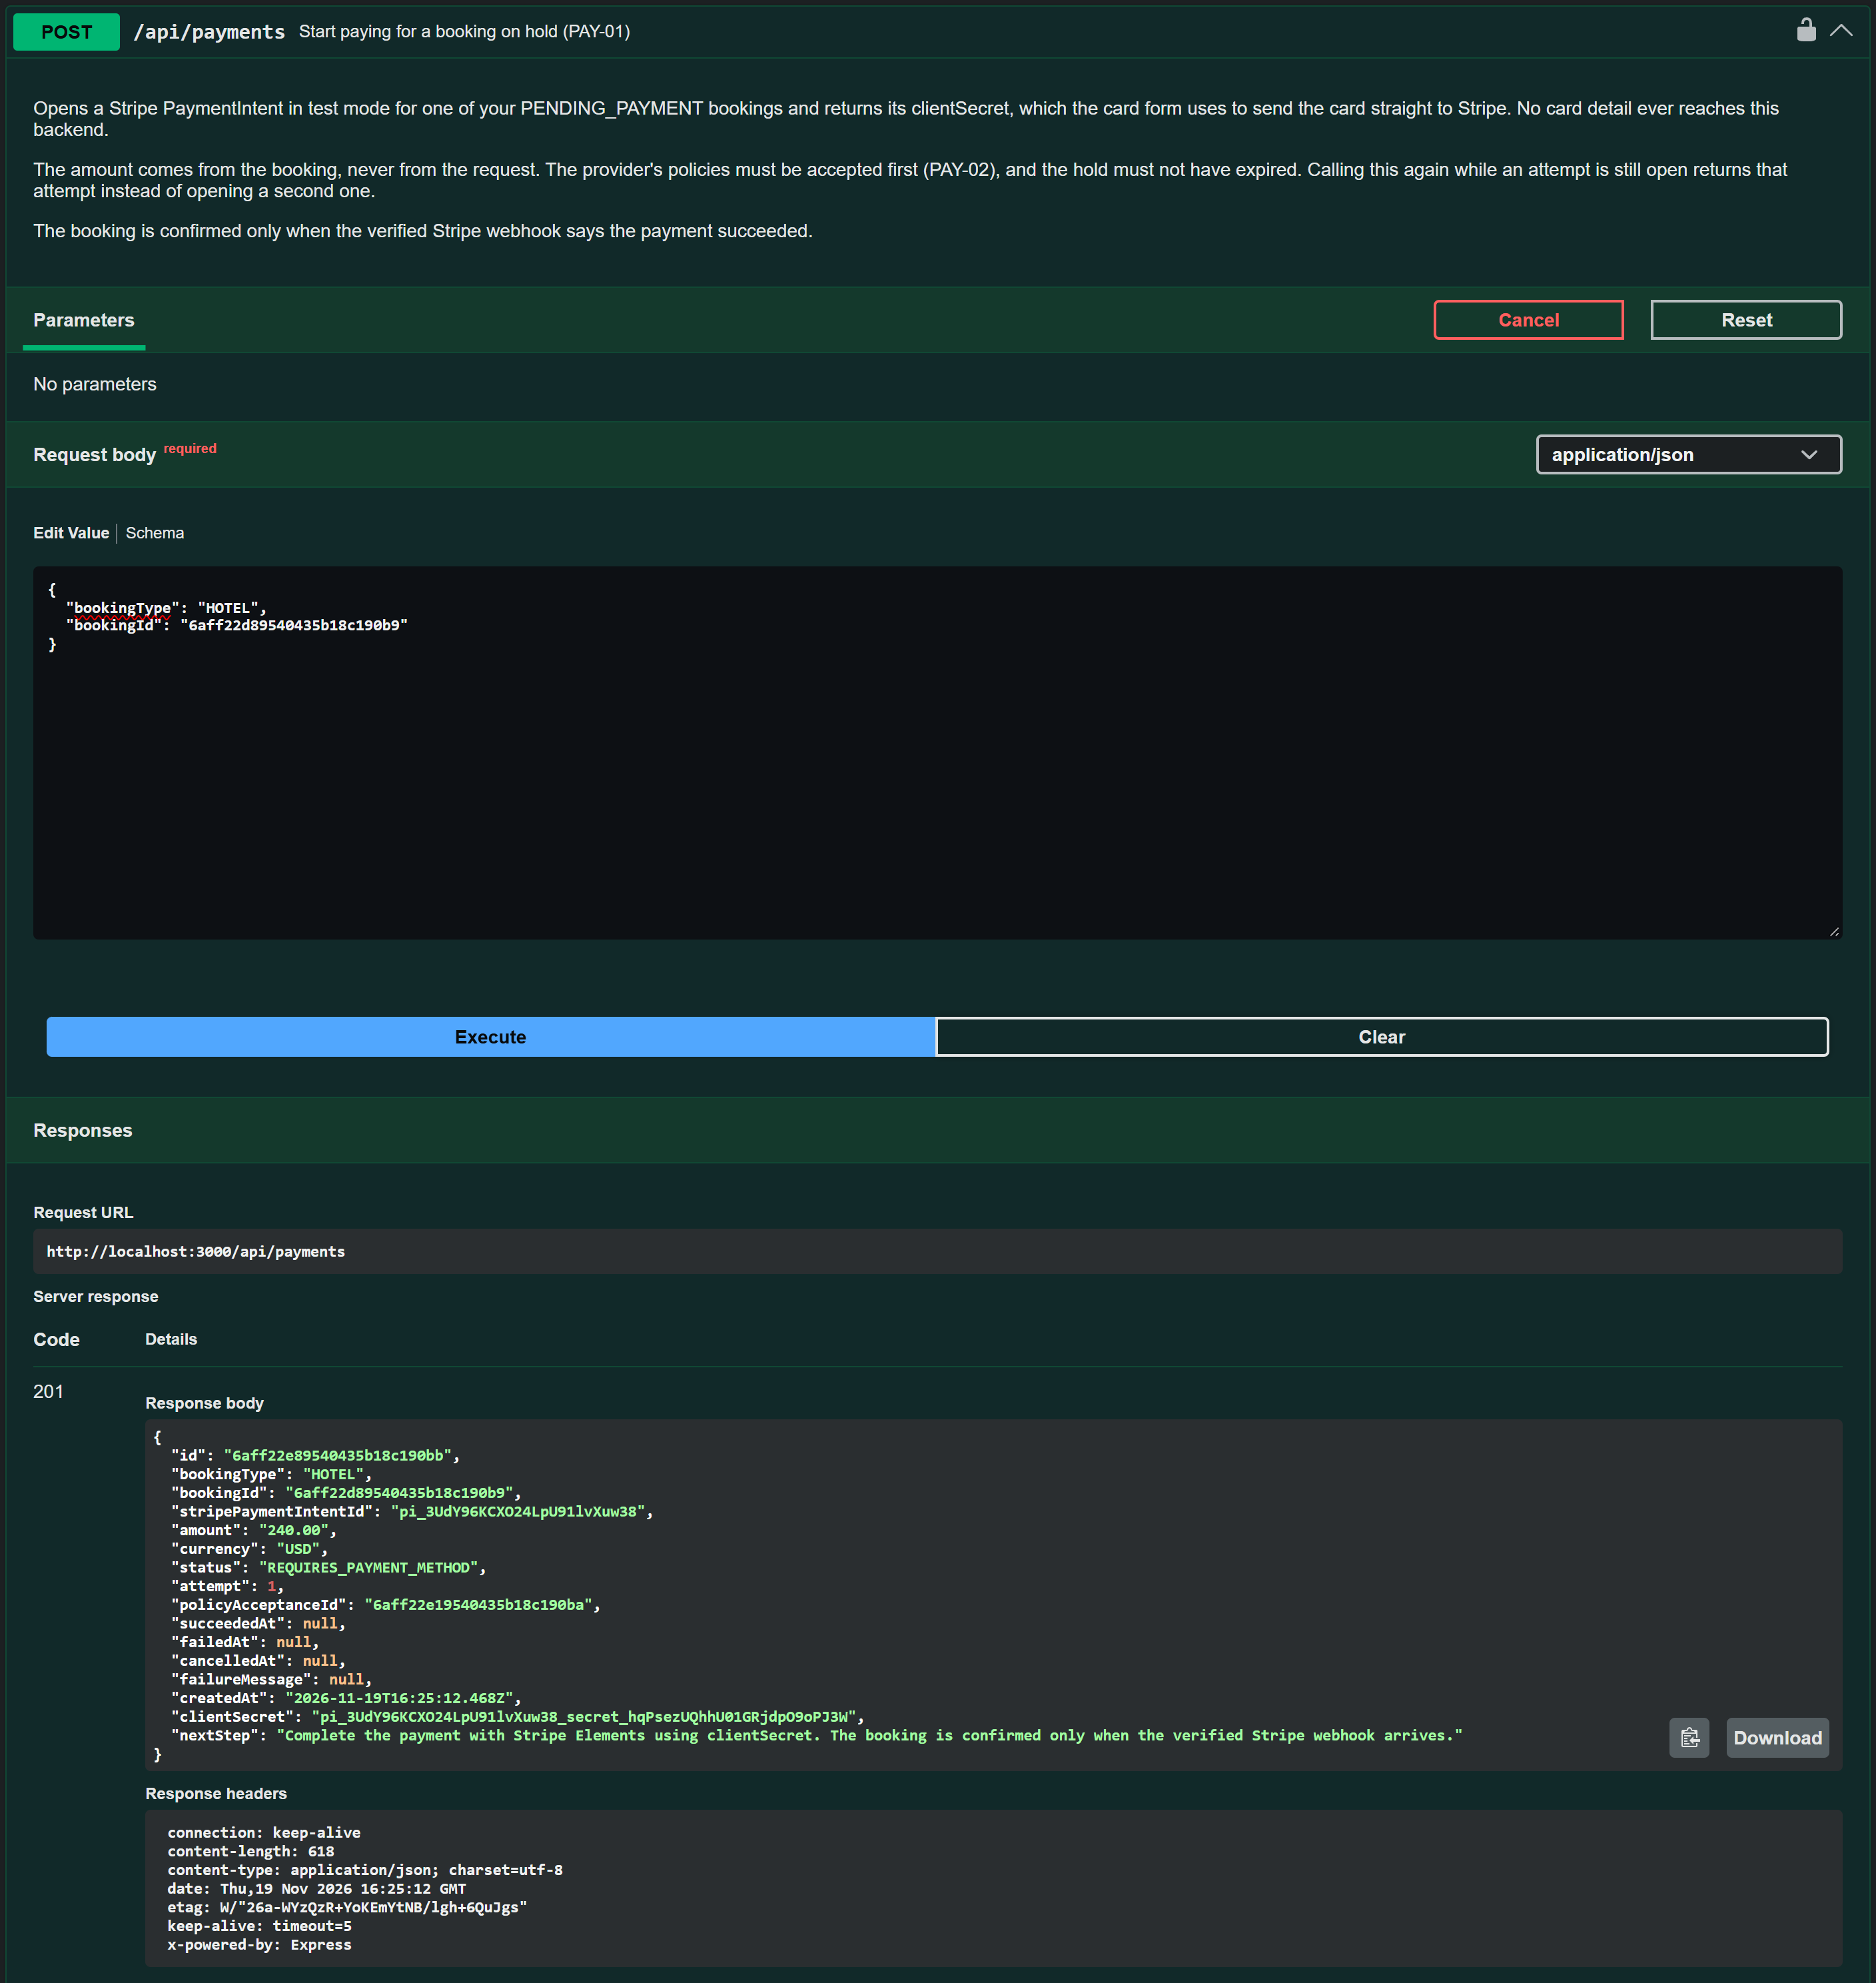 POST /api/payments Start paying for a booking on hold (PAY-01)
Opens a Stripe PaymentIntent in test mode for one of your PENDING_PAYMENT bookings and returns its clientSecret, which the card form uses to send the card straight to Stripe. No card detail ever reaches this
backend.
The amount comes from the booking, never from the request. The provider's policies must be accepted first (PAY-02), and the hold must not have expired. Calling this again while an attempt is still open returns that
attempt instead of opening a second one.
The booking is confirmed only when the verified Stripe webhook says the payment succeeded.
Parameters Cancel Reset
No parameters
Request body required application/json
Edit Value Schema
{
"bookingType": "HOTEL",
"bookingId": "6aff22d89540435b18c190b9"
}
Execute Clear
Responses
Request URL
http://localhost:3000/api/payments
Server response
Code Details
201
Response body
{
"id": "6aff22e89540435b18c190bb",
"bookingType": "HOTEL",
"bookingId": "6aff22d89540435b18c190b9",
"stripePaymentIntentId": "pi_3UdY96KCXO24LpU91lvXuw38",
"amount": "240.00",
"currency": "USD",
"status": "REQUIRES_PAYMENT_METHOD",
"attempt": 1,
"policyAcceptanceId": "6aff22e19540435b18c190ba",
"succeededAt": null,
"failedAt": null,
"cancelledAt": null,
"failureMessage": null,
"createdAt": "2026-11-19T16:25:12.468Z",
"clientSecret": "pi_3UdY96KCXO24LpU91lvXuw38_secret_hqPsezUQhhU01GRjdpO9oPJ3W",
"nextStep": "Complete the payment with Stripe Elements using clientSecret. The booking is confirmed only when the verified Stripe webhook arrives."
}
Download
Response headers
connection: keep-alive
content-length: 618
content-type: application/json; charset=utf-8
date: Thu,19 Nov 2026 16:25:12 GMT
etag: W/"26a-WYzQzR+YoKEmYtNB/lgh+6QuJgs"
keep-alive: timeout=5
x-powered-by: Express